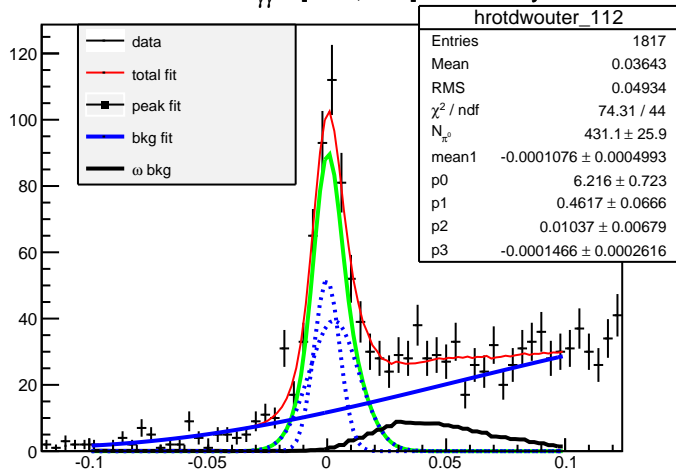 hrotdwouter_112
Entries 1817
Mean 0.03643
RMS 0.04934
χ² / ndf 74.31 / 44
N_π⁰ 431.1 ± 25.9
mean1 -0.0001076 ± 0.0004993
p0 6.216 ± 0.723
p1 0.4617 ± 0.0666
p2 0.01037 ± 0.00679
p3 -0.0001466 ± 0.0002616
data
total fit
peak fit
bkg fit
ω bkg
120
100
80
60
40
20
0
-0.1 -0.05 0 0.05 0.1